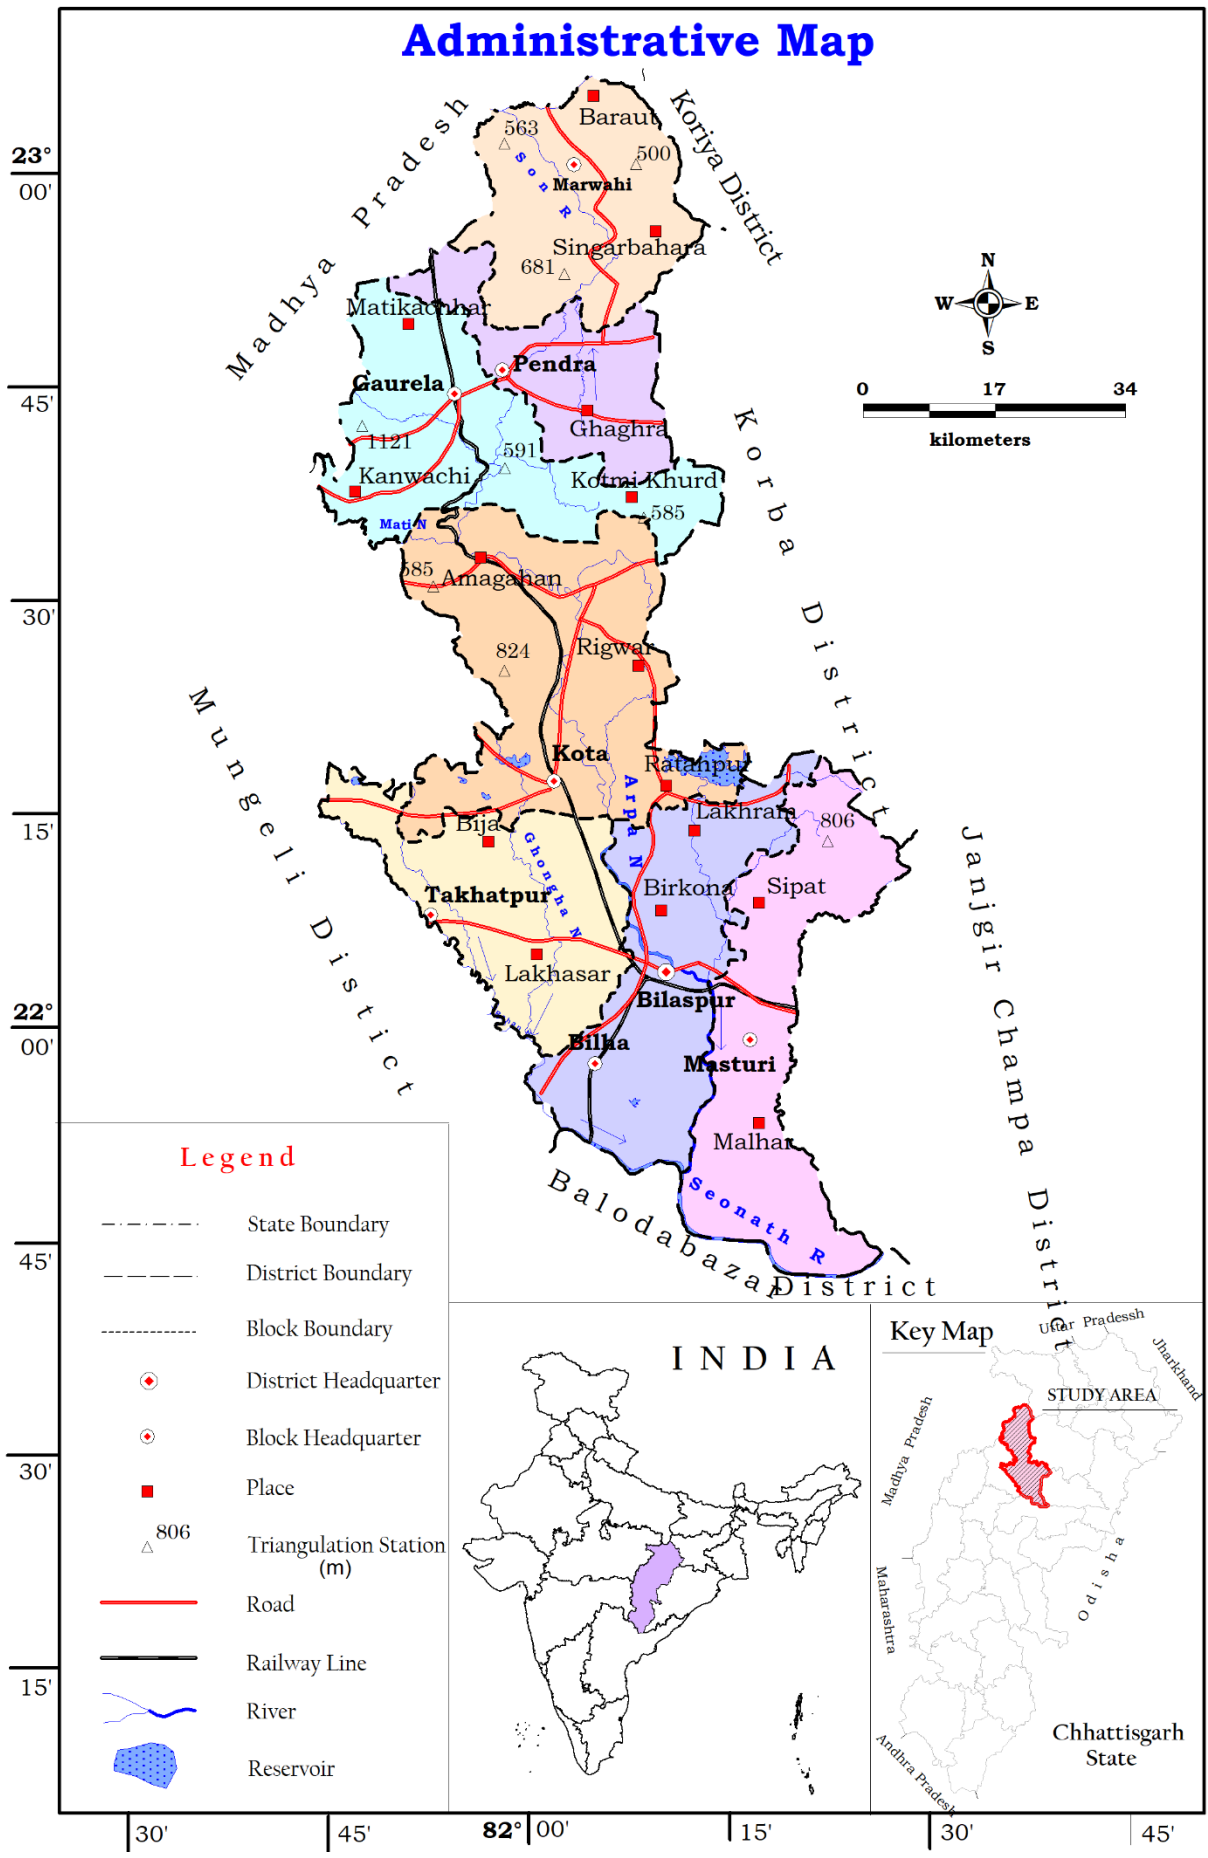 Administrative Map
Madhya Pradesh
Koriya District
Baraut
563
500
Son R
Marwahi
Singarbahara
681
23°
00'
N
W
E
S
Matikachhar
Pendra
Gaurela
45'
0 17 34
kilometers
Korba District
Ghaghra
1121
591
Kanwachi
Kotmi Khurd
585
Mati N
585
Amagahan
30'
824
Rigwar
Mungeli District
Kota
Ratanpur
Arpa N
Lakhram
806
15'
Bija
Ghongha N
Janjgir Champa District
Takhatpur
Birkona
Sipat
Lakhasar
Bilaspur
22°
00'
Bilha
Masturi
Malhar
Seonath R
Balodabazar District
45'
Legend
State Boundary
District Boundary
Block Boundary
District Headquarter
Block Headquarter
Place
806
Triangulation Station
(m)
Road
Railway Line
River
Reservoir
30'
15'
INDIA
Key Map
Uttar Pradessh
Jharkhand
STUDY AREA
Madhya Pradesh
Odisha
Maharashtra
Andhra Pradesh
Chhattisgarh
State
30'
45'
82° 00'
15'
30'
45'